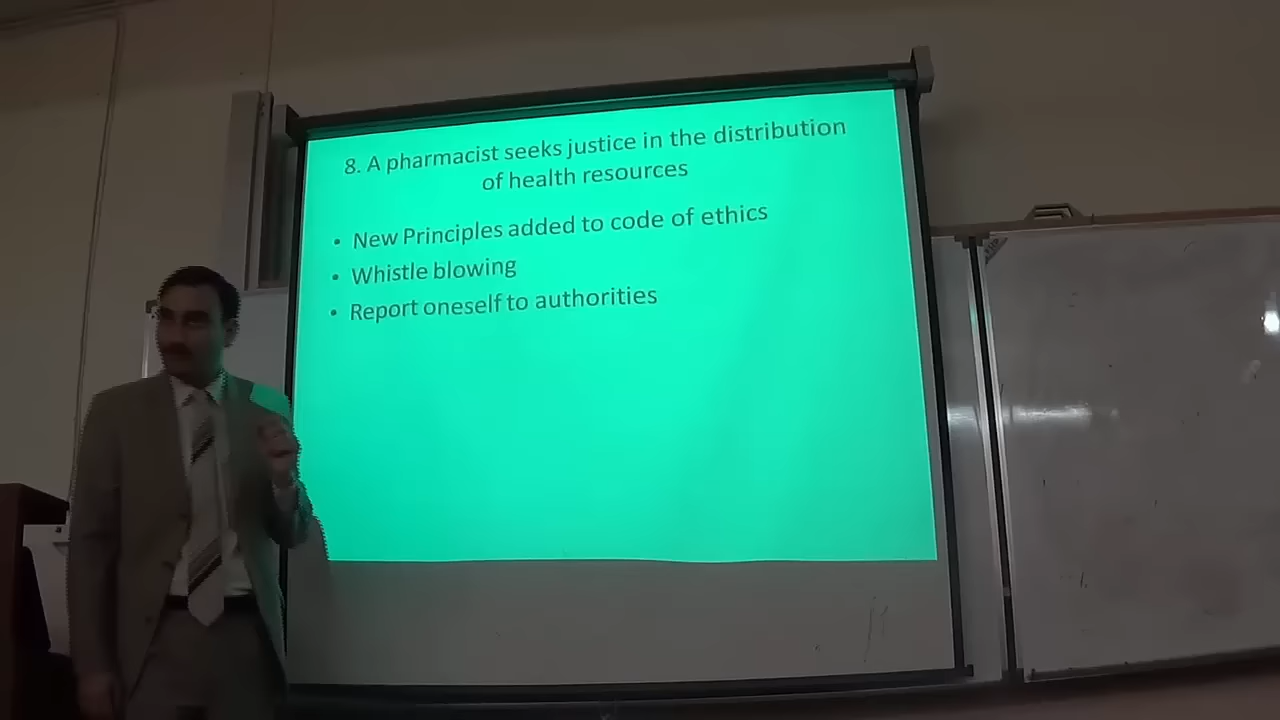 8. A pharmacist seeks justice in the distribution
of health resources
• New Principles added to code of ethics
• Whistle blowing
• Report oneself to authorities